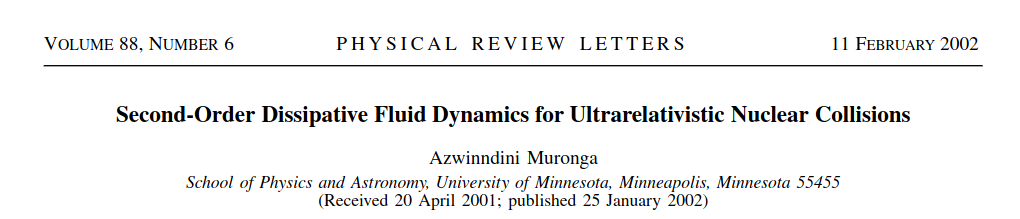 VOLUME 88, NUMBER 6 PHYSICAL REVIEW LETTERS 11 FEBRUARY 2002
Second-Order Dissipative Fluid Dynamics for Ultrarelativistic Nuclear Collisions
Azwinndini Muronga
School of Physics and Astronomy, University of Minnesota, Minneapolis, Minnesota 55455
(Received 20 April 2001; published 25 January 2002)